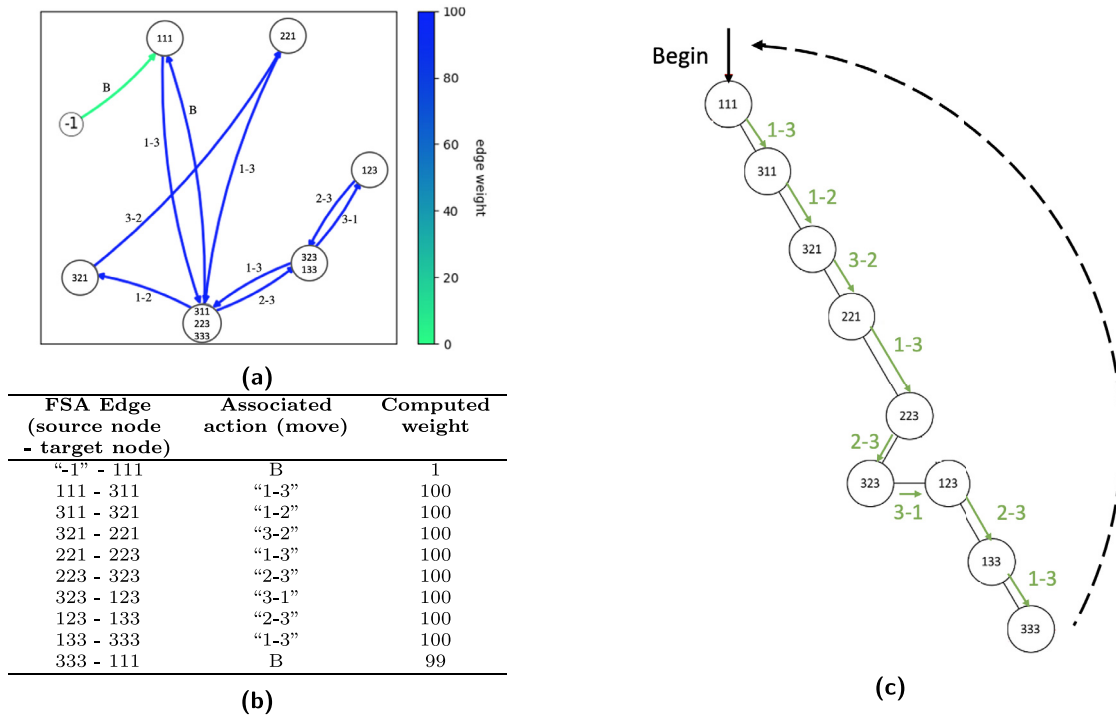 111
221
B
-1
B
1-3
1-3
123
2-3
3-1
3-2
323
133
1-3
321
2-3
1-2
311
223
333
100
80
60
40
20
0
edge weight
(a)
FSA Edge Associated Computed
(source node action (move) weight
- target node)
“-1” - 111 B 1
111 - 311 “1-3” 100
311 - 321 “1-2” 100
321 - 221 “3-2” 100
221 - 223 “1-3” 100
223 - 323 “2-3” 100
323 - 123 “3-1” 100
123 - 133 “2-3” 100
133 - 333 “1-3” 100
333 - 111 B 99
(b)
Begin
111
1-3
311
1-2
321
3-2
221
1-3
223
2-3
323
123
3-1
2-3
133
1-3
333
(c)